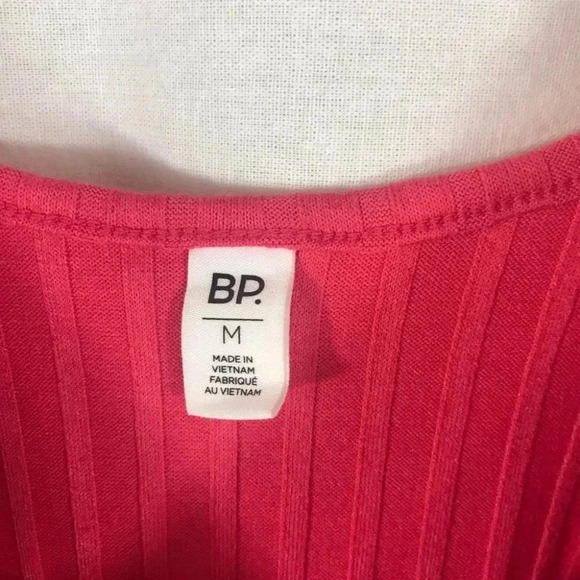 BP.
M
MADE IN
VIETNAM
FABRIQUÉ
AU VIETNAM